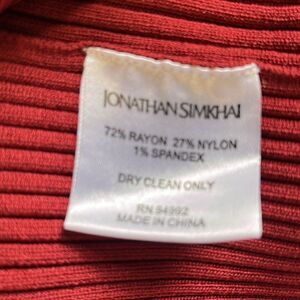 JONATHAN SIMKHAI
72% RAYON 27% NYLON
1% SPANDEX
DRY CLEAN ONLY
RN 94992
MADE IN CHINA